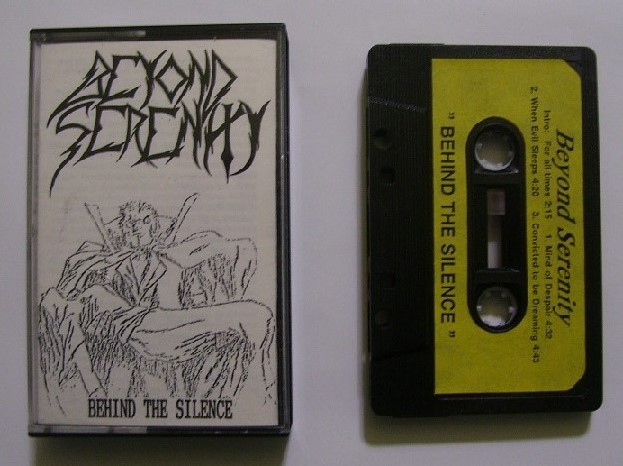 BEYOND
SERENITY
BEHIND THE SILENCE
Beyond Serenity
Intro: For all times 2:15 1. Mind of Despair 4:32
2. When Evil Sleeps 4:20 3. Convicted to be Dreaming 4:43
" BEHIND THE SILENCE "